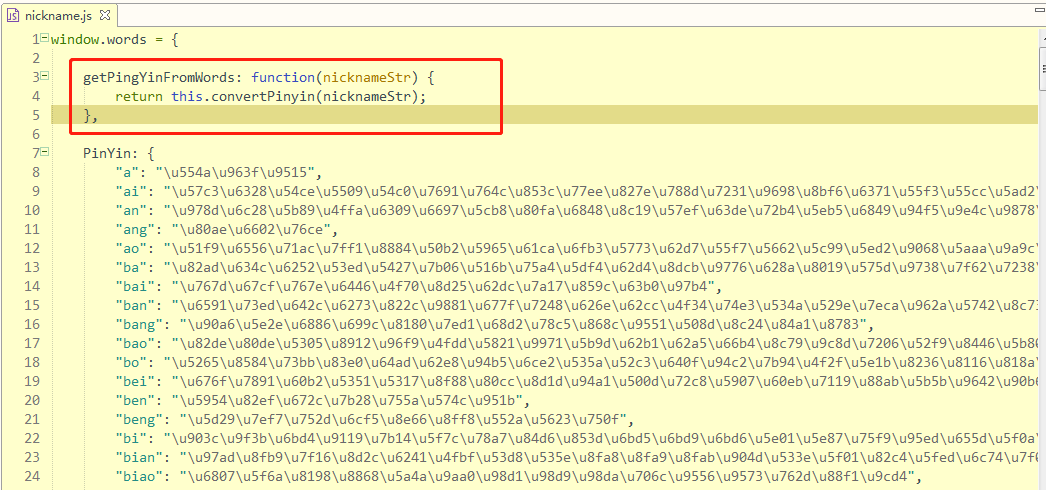 nickname.js
1 window.words = {
2
3 getPingYinFromWords: function(nicknameStr) {
4 return this.convertPinyin(nicknameStr);
5 },
6
7 PinYin: {
8 "a": "\u554a\u963f\u9515",
9 "ai": "\u57c3\u6328\u54ce\u5509\u54c0\u7691\u764c\u853c\u77ee\u827e\u788d\u7231\u9698\u8bf6\u6371\u55f3\u55cc\u5ad2\
10 "an": "\u978d\u6c28\u5b89\u4ffa\u6309\u6697\u5cb8\u80fa\u6848\u8c19\u57ef\u63de\u72b4\u5eb5\u6849\u94f5\u9e4c\u9878\
11 "ang": "\u80ae\u6602\u76ce",
12 "ao": "\u51f9\u6556\u71ac\u7ff1\u8884\u50b2\u5965\u61ca\u6fb3\u5773\u62d7\u55f7\u5662\u5c99\u5ed2\u9068\u5aaa\u9a9c\
13 "ba": "\u82ad\u634c\u6252\u53ed\u5427\u7b06\u516b\u75a4\u5df4\u62d4\u8dcb\u9776\u628a\u8019\u575d\u9738\u7f62\u7238\
14 "bai": "\u767d\u67cf\u767e\u6446\u4f70\u8d25\u62dc\u7a17\u859c\u63b0\u97b4",
15 "ban": "\u6591\u73ed\u642c\u6273\u822c\u9881\u677f\u7248\u626e\u62cc\u4f34\u74e3\u534a\u529e\u7eca\u962a\u5742\u8c73
16 "bang": "\u90a6\u5e2e\u6886\u699c\u8180\u7ed1\u68d2\u78c5\u868c\u9551\u508d\u8c24\u84a1\u8783",
17 "bao": "\u82de\u80de\u5305\u8912\u96f9\u4fdd\u5821\u9971\u5b9d\u62b1\u62a5\u66b4\u8c79\u9c8d\u7206\u52f9\u8446\u5b80
18 "bo": "\u5265\u8584\u73bb\u83e0\u64ad\u62e8\u94b5\u6ce2\u535a\u52c3\u640f\u94c2\u7b94\u4f2f\u5e1b\u8236\u8116\u818a\
19 "bei": "\u676f\u7891\u60b2\u5351\u5317\u8f88\u80cc\u8d1d\u94a1\u500d\u72c8\u5907\u60eb\u7119\u88ab\u5b5b\u9642\u90b6
20 "ben": "\u5954\u82ef\u672c\u7b28\u755a\u574c\u951b",
21 "beng": "\u5d29\u7ef7\u752d\u6cf5\u8e66\u8ff8\u552a\u5623\u750f",
22 "bi": "\u903c\u9f3b\u6bd4\u9119\u7b14\u5f7c\u78a7\u84d6\u853d\u6bd5\u6bd9\u6bd6\u5e01\u5e87\u75f9\u95ed\u655d\u5f0a\
23 "bian": "\u97ad\u8fb9\u7f16\u8d2c\u6241\u4fbf\u53d8\u535e\u8fa8\u8fa9\u8fab\u904d\u533e\u5f01\u82c4\u5fed\u6c74\u7f0
24 "biao": "\u6807\u5f6a\u8198\u8868\u5a4a\u9aa0\u98d1\u98d9\u98da\u706c\u9556\u9573\u762d\u88f1\u9cd4",